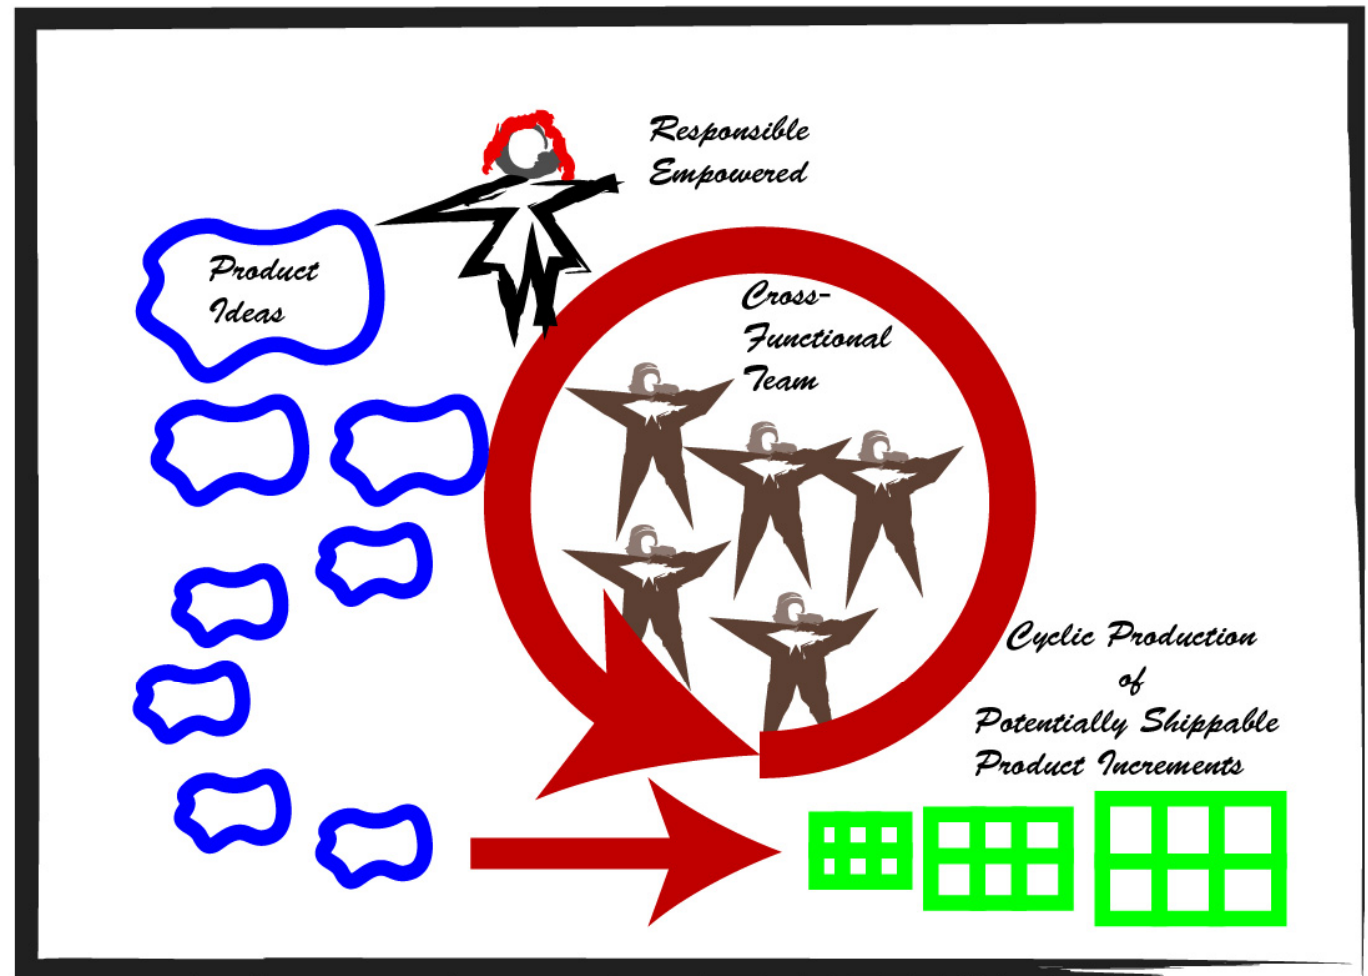 Responsible
Empowered
Product
Ideas
Cross-
Functional
Team
Cyclic Production
of
Potentially Shippable
Product Increments